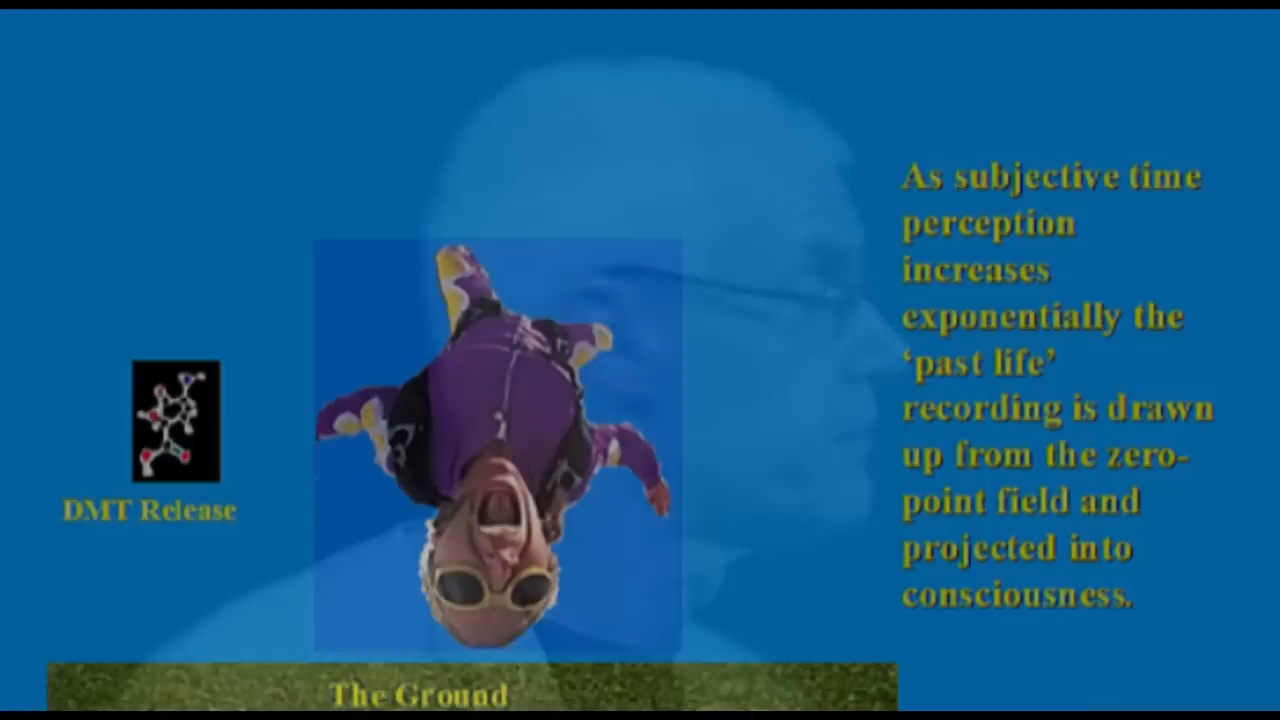 As subjective time
perception
increases
exponentially the
‘past life’
recording is drawn
up from the zero-
point field and
projected into
consciousness.
DMT Release
The Ground